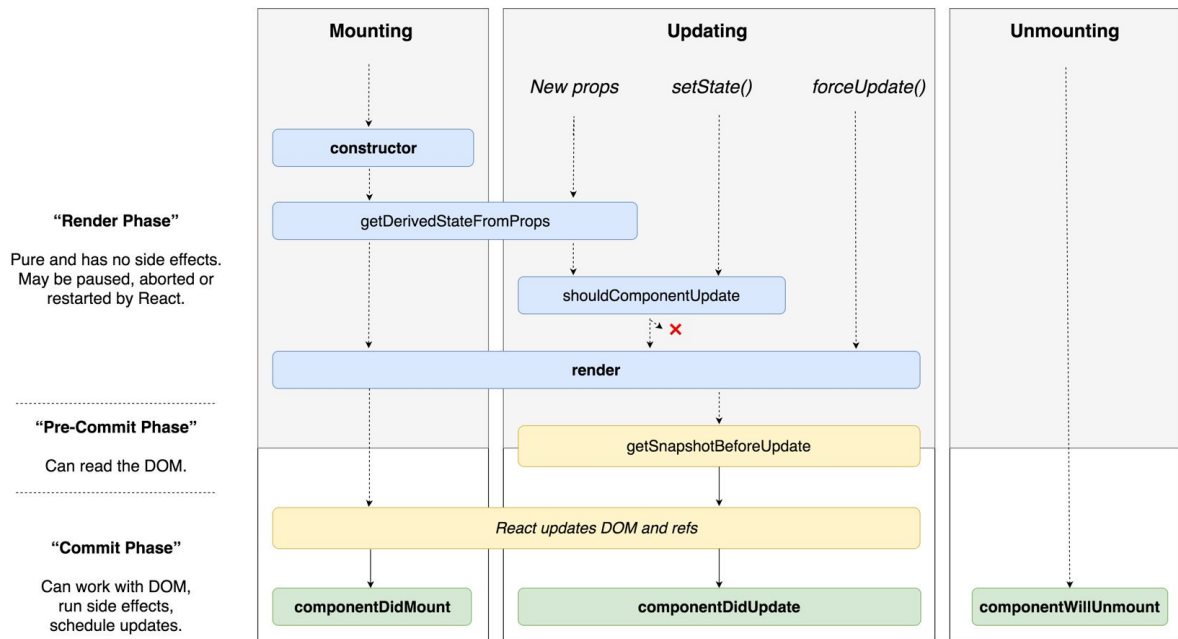 Mounting
Updating
Unmounting
New props
setState()
forceUpdate()
constructor
“Render Phase”
getDerivedStateFromProps
Pure and has no side effects.
May be paused, aborted or
restarted by React.
shouldComponentUpdate
render
“Pre-Commit Phase”
Can read the DOM.
getSnapshotBeforeUpdate
React updates DOM and refs
“Commit Phase”
Can work with DOM,
run side effects,
schedule updates.
componentDidMount
componentDidUpdate
componentWillUnmount